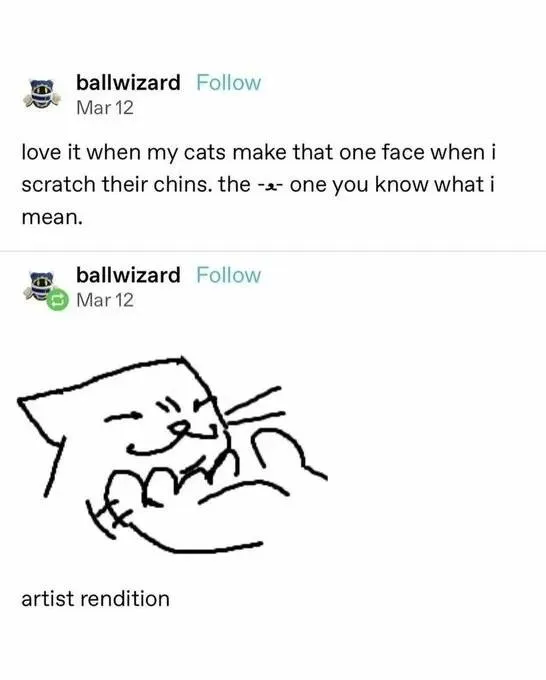 ballwizard Follow
Mar 12
love it when my cats make that one face when i
scratch their chins. the -ﻌ- one you know what i
mean.
ballwizard Follow
Mar 12
artist rendition